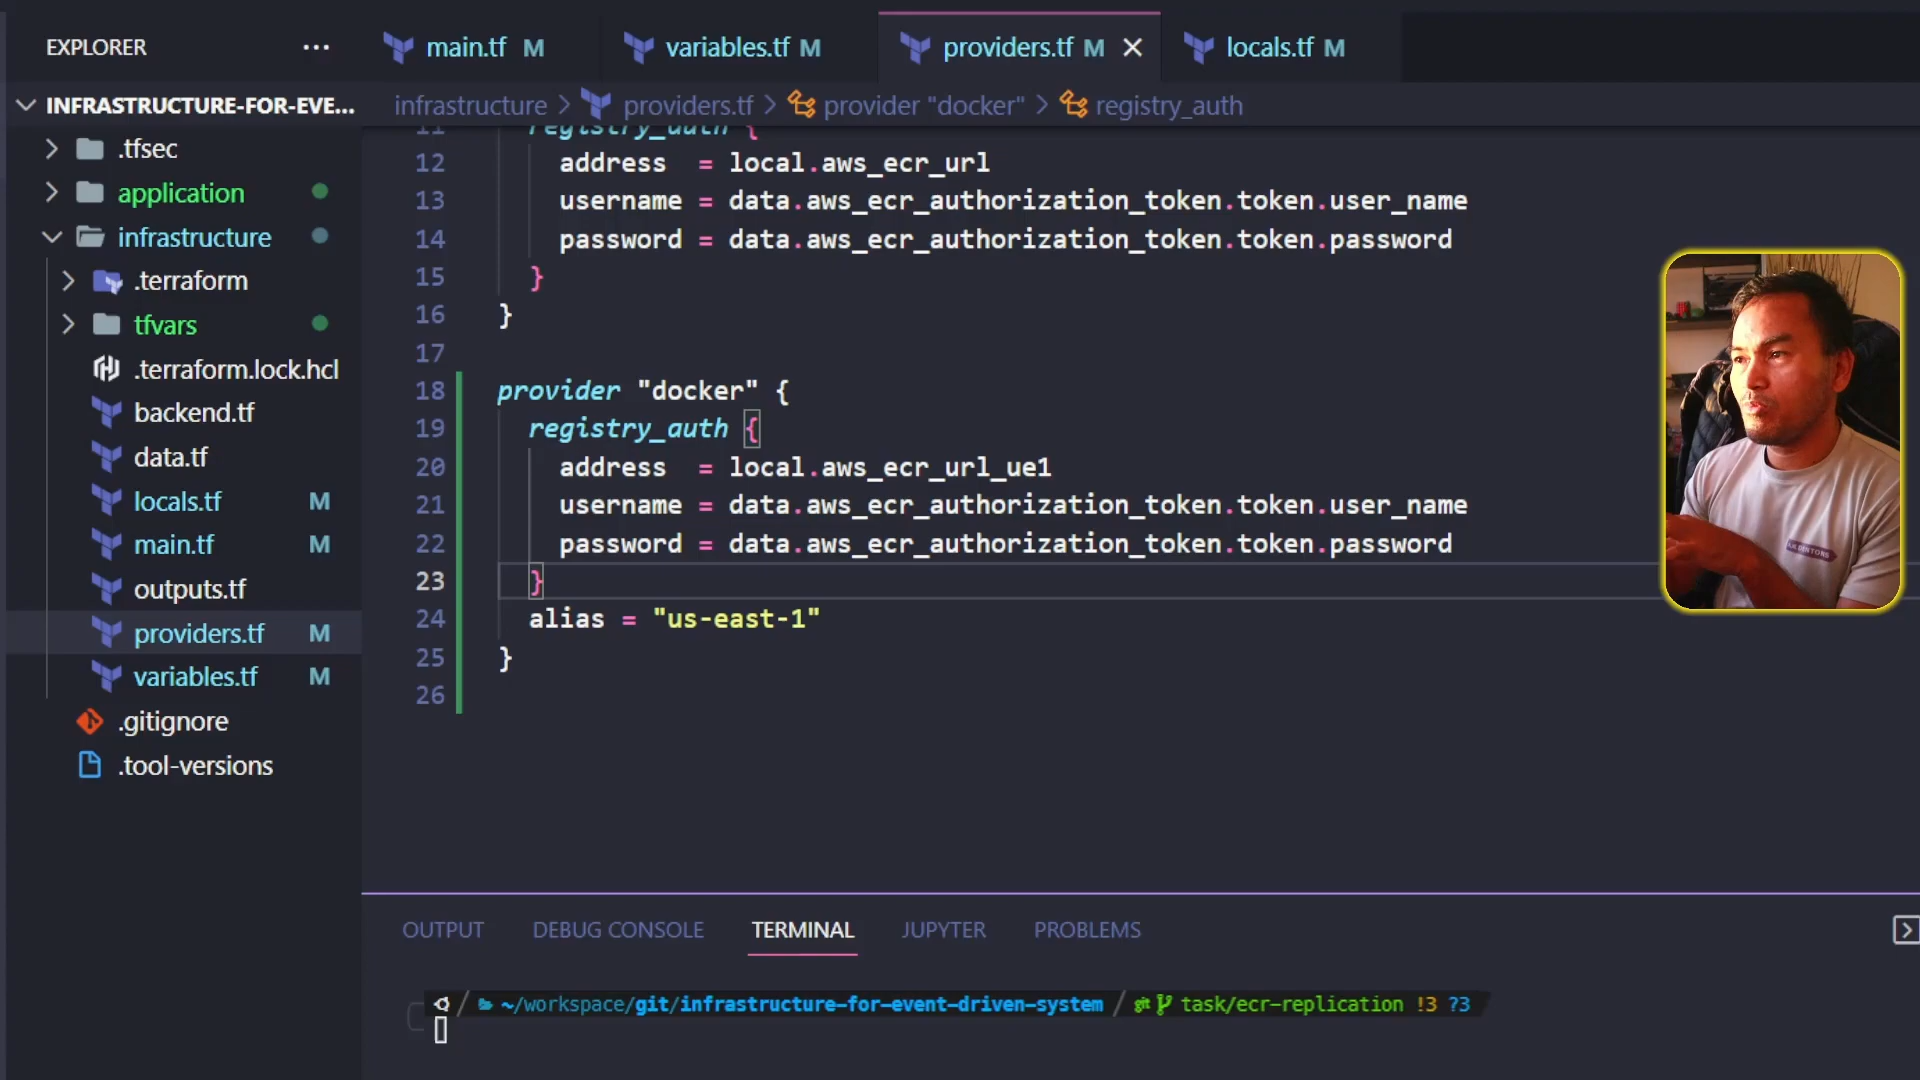 EXPLORER
main.tf M
variables.tf M
providers.tf M
locals.tf M
INFRASTRUCTURE-FOR-EVE...
infrastructure > providers.tf > provider "docker" > registry_auth
.tfsec
application
infrastructure
.terraform
tfvars
.terraform.lock.hcl
backend.tf
data.tf
locals.tf M
main.tf M
outputs.tf
providers.tf M
variables.tf M
.gitignore
.tool-versions
11 registry_auth {
12 address = local.aws_ecr_url
13 username = data.aws_ecr_authorization_token.token.user_name
14 password = data.aws_ecr_authorization_token.token.password
15 }
16 }
17
18 provider "docker" {
19 registry_auth {
20 address = local.aws_ecr_url_ue1
21 username = data.aws_ecr_authorization_token.token.user_name
22 password = data.aws_ecr_authorization_token.token.password
23 }
24 alias = "us-east-1"
25 }
26
OUTPUT DEBUG CONSOLE TERMINAL JUPYTER PROBLEMS
~/workspace/git/infrastructure-for-event-driven-system / git task/ecr-replication !3 ?3